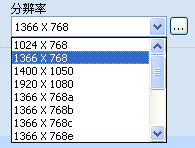 分辨率
1366 X 768
...
1024 X 768
1366 X 768
1400 X 1050
1920 X 1080
1366 X 768a
1366 X 768b
1366 X 768c
1366 X 768e